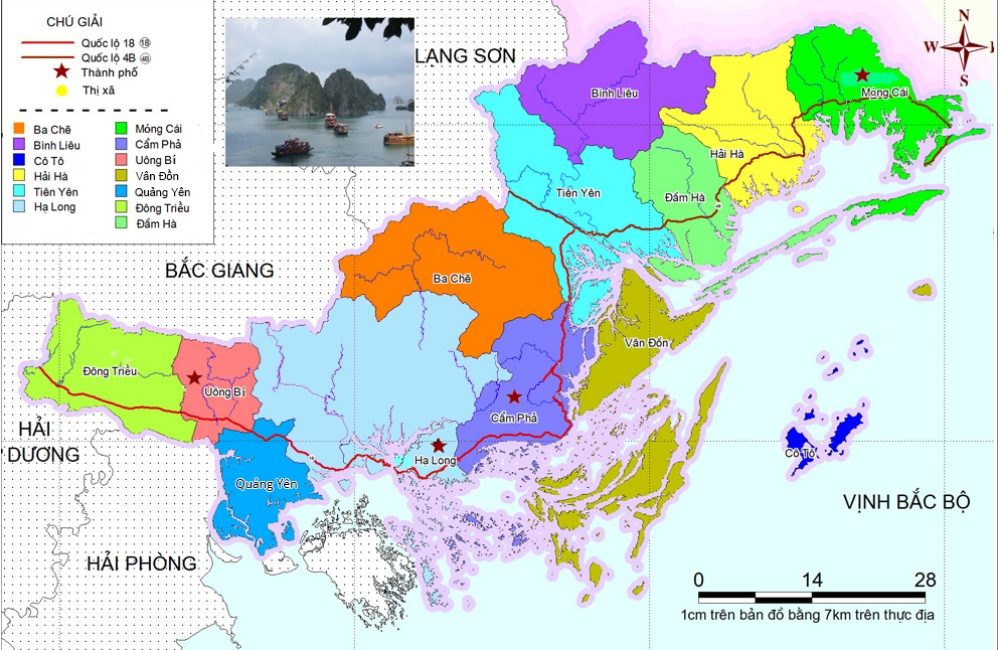 CHÚ GIẢI
Quốc lộ 18 18
Quốc lộ 4B 4B
Thành phố
Thị xã
Ba Chẽ
Bình Liêu
Cô Tô
Hải Hà
Tiên Yên
Hạ Long
Móng Cái
Cẩm Phả
Uông Bí
Vân Đồn
Quảng Yên
Đông Triều
Đầm Hà
LẠNG SƠN
N
W
S
Bình Liêu
Móng Cái
Hải Hà
Tiên Yên
Đầm Hà
BẮC GIANG
Ba Chẽ
Vân Đồn
Đông Triều
Uông Bí
Cẩm Phả
HẢI
DƯƠNG
Hạ Long
Cô Tô
Quảng Yên
VỊNH BẮC BỘ
HẢI PHÒNG
0 14 28
1cm trên bản đồ bằng 7km trên thực địa